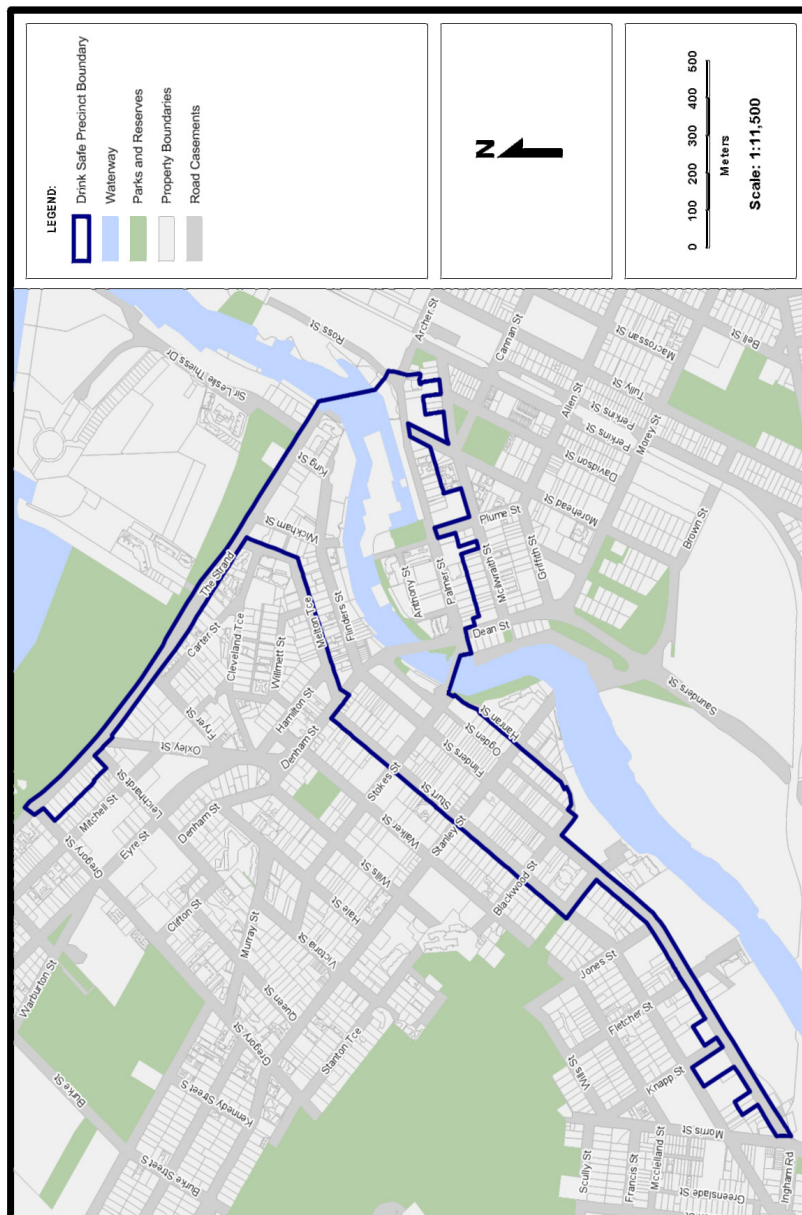 LEGEND:
Drink Safe Precinct Boundary
Waterway
Parks and Reserves
Property Boundaries
Road Casements
N
0 100 200 300 400 500
Meters
Scale: 1:11,500
Sir Leslie Thiess Dr
Ross St
Archer St
Cannan St
Macrossan St
Bell St
Tully St
Perkins St
Perkins St
Allen St
Morey St
Davidson St
Morehead St
Brown St
Plume St
Griffith St
McIlwraith St
Palmer St
Anthony St
Dean St
Saunders St
King St
Wickham St
The Strand
Flinders St
Melton Tce
Carter St
Cleveland Tce
Willmett St
Hamilton St
Fryer St
Denham St
Oxley St
Leichhardt St
Mitchell St
Gregory St
Eyre St
Denham St
Stokes St
Sturt St
Walker St
Stanley St
Flinders St
Ogden St
Hanran St
Wills St
Hale St
Blackwood St
Clifton St
Murray St
Victoria St
Queen St
Gregory St
Stanton Tce
Warburton St
Burke St
Kennedy Street S
Burke Street S
Jones St
Fletcher St
Wills St
Knapp St
Morris St
Scully St
Francis St
Mcclelland St
Greenslade St
Ingham Rd